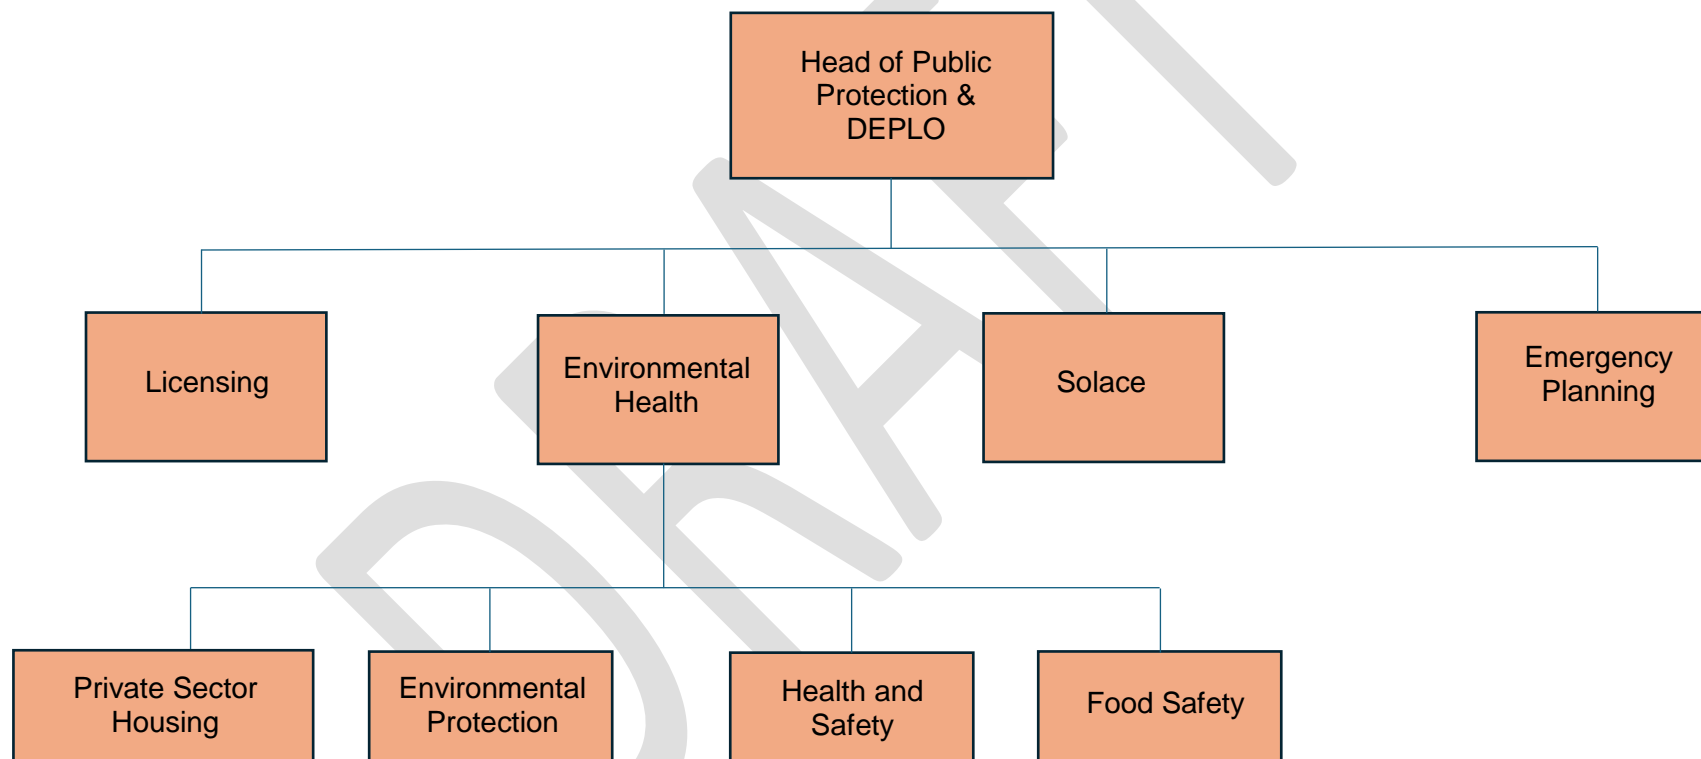 Head of Public
Protection &
DEPLO
Licensing
Environmental
Health
Solace
Emergency
Planning
Private Sector
Housing
Environmental
Protection
Health and
Safety
Food Safety
DRAFT